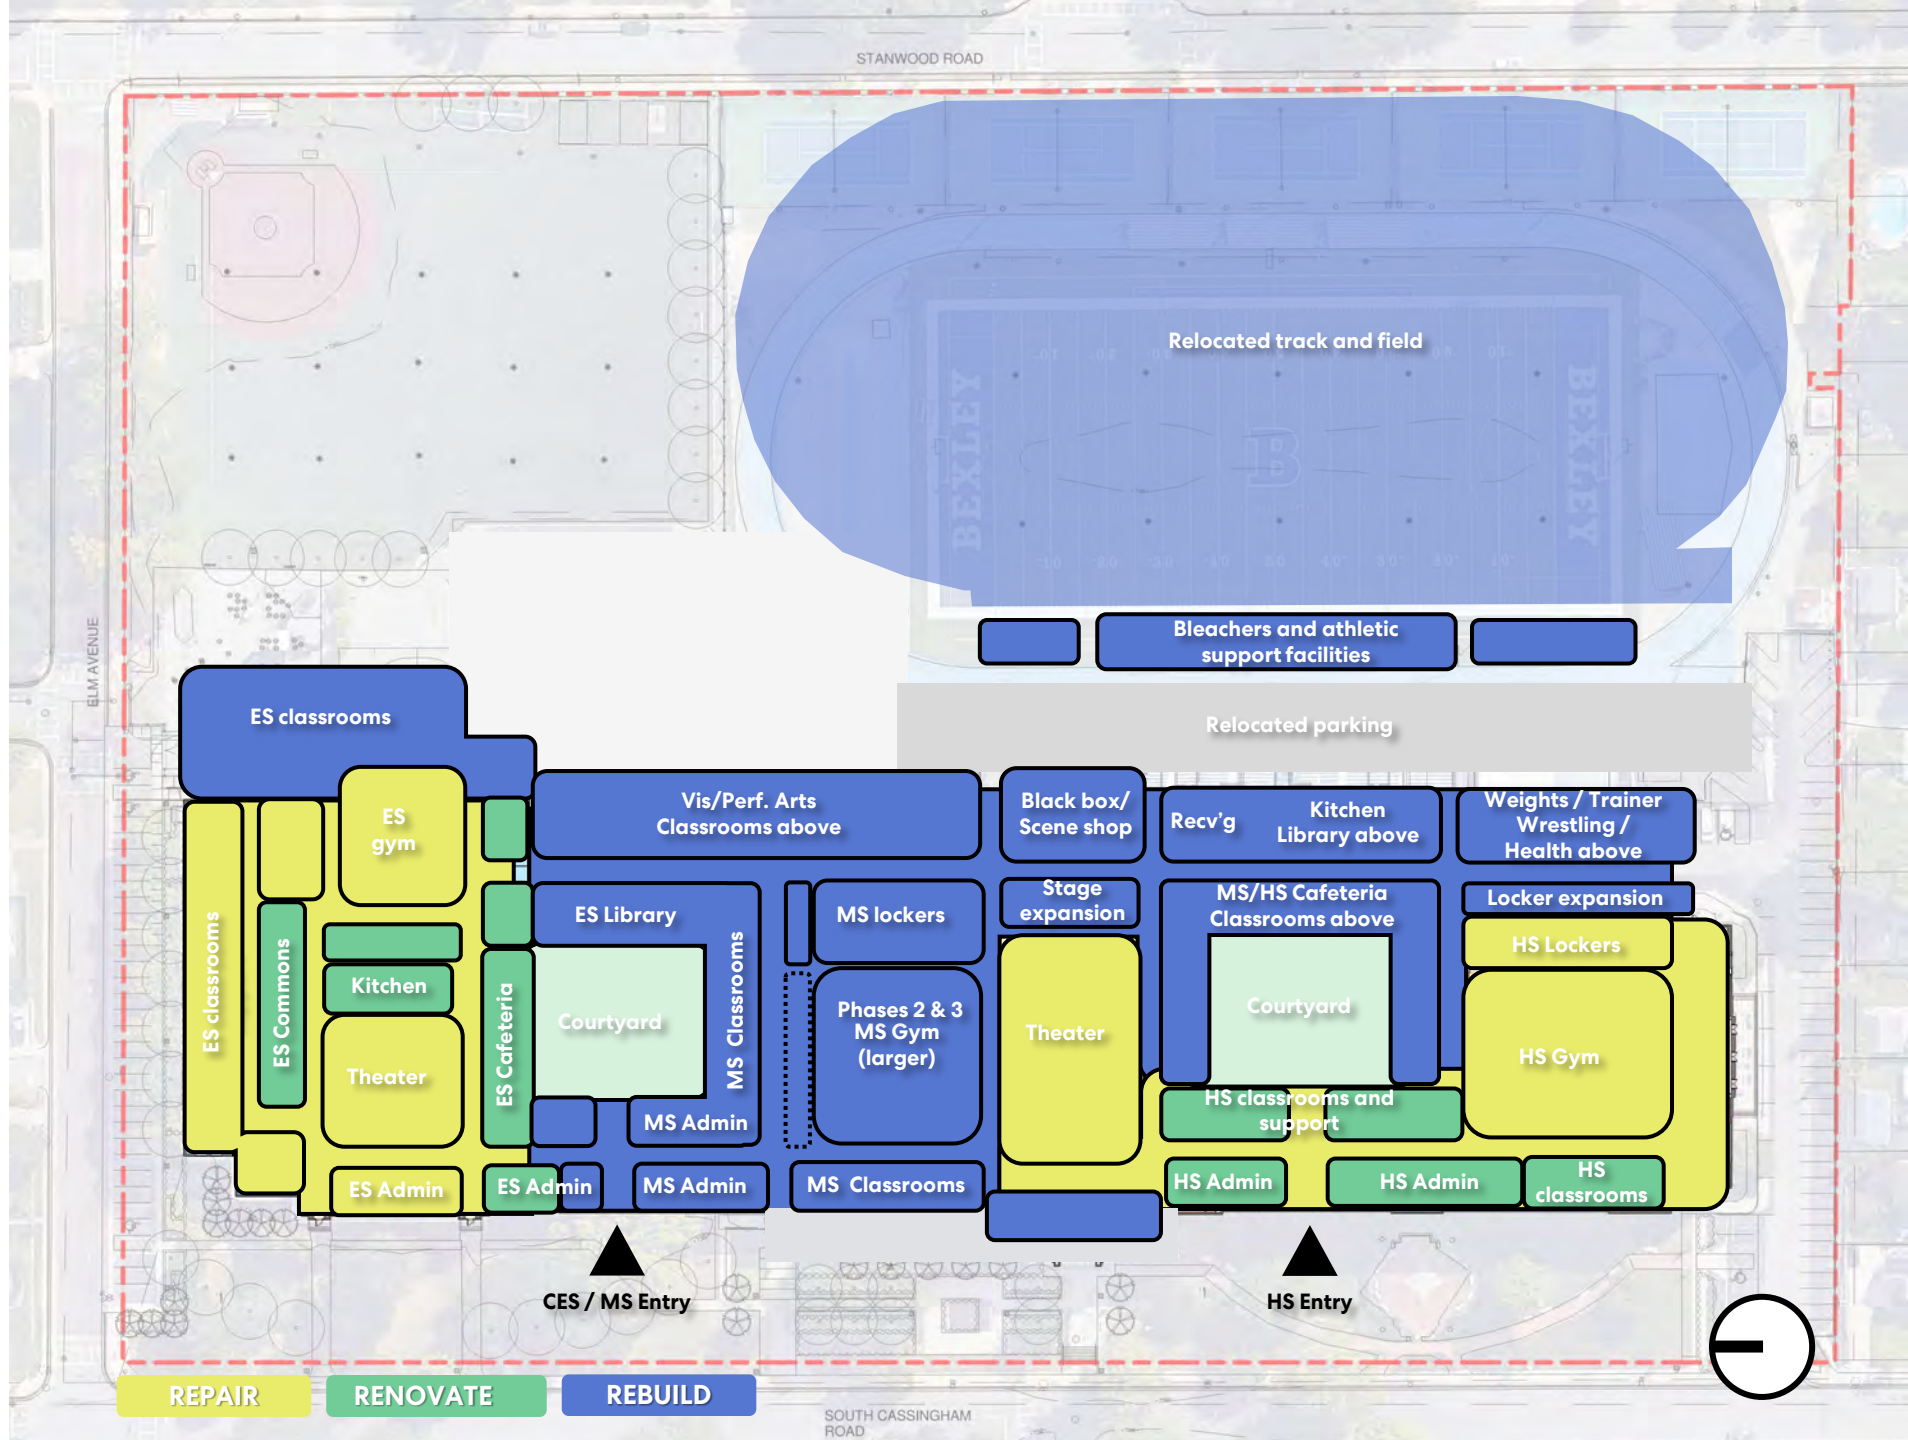 STANWOOD ROAD
Relocated track and field
BEXLEY
B
BEXLEY
ELM AVENUE
Bleachers and athletic
support facilities
Relocated parking
ES classrooms
ES
gym
Vis/Perf. Arts
Classrooms above
Black box/
Scene shop
Recv'g
Kitchen
Library above
Weights / Trainer
Wrestling /
Health above
ES Library
MS lockers
Stage
expansion
MS/HS Cafeteria
Classrooms above
Locker expansion
HS Lockers
ES classrooms
ES Commons
Kitchen
ES Cafeteria
Courtyard
MS Classrooms
Phases 2 & 3
MS Gym
(larger)
Theater
Courtyard
HS Gym
Theater
MS Admin
HS classrooms and
support
ES Admin
ES Admin
MS Admin
MS Classrooms
HS Admin
HS Admin
HS
classrooms
CES / MS Entry
HS Entry
REPAIR
RENOVATE
REBUILD
SOUTH CASSINGHAM
ROAD